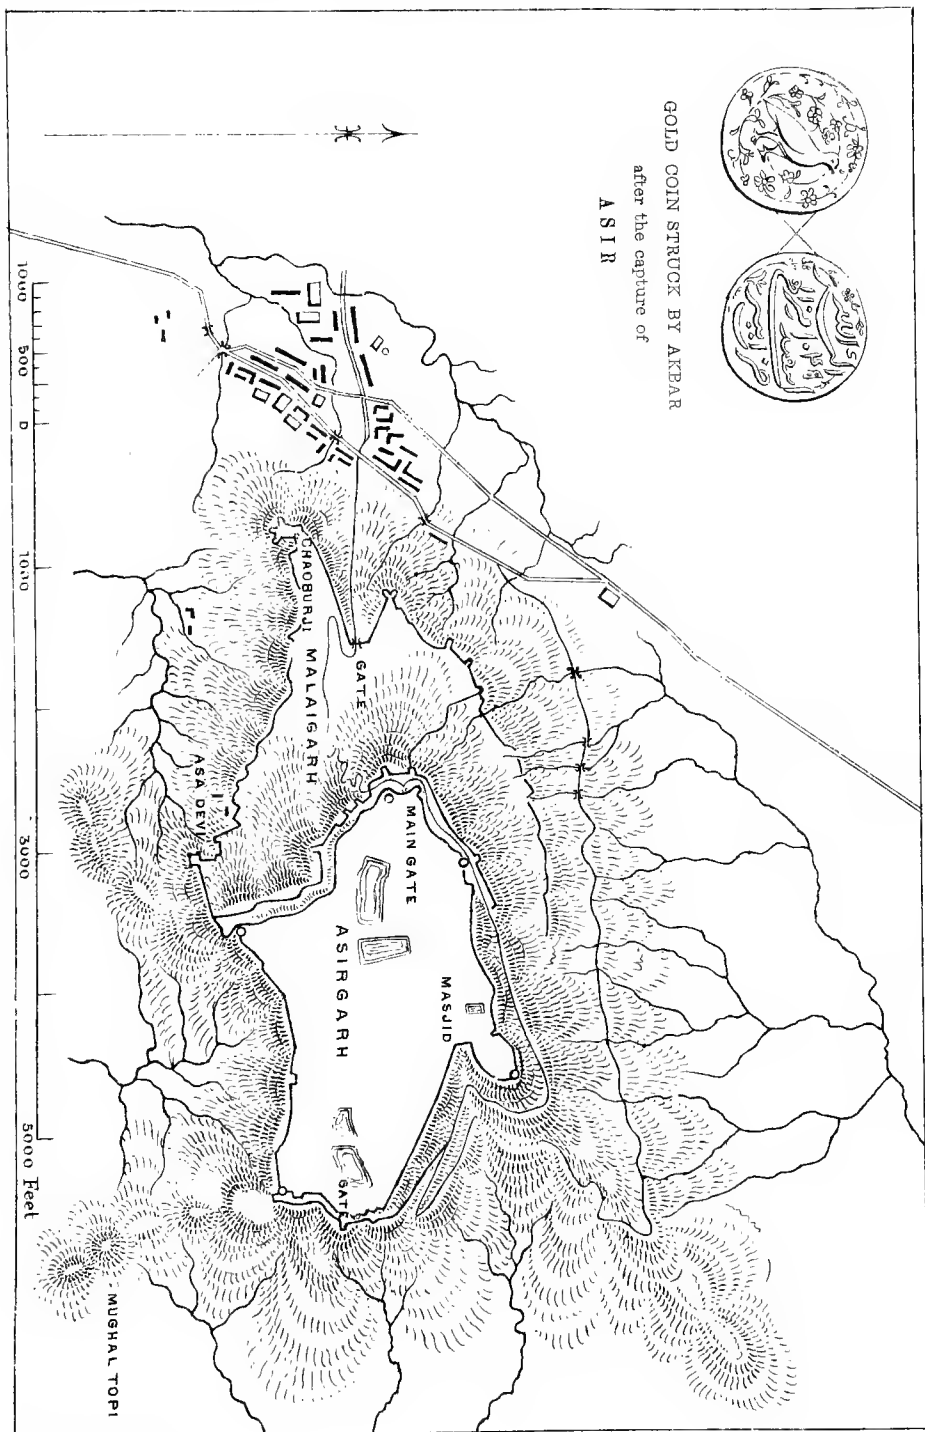 GOLD COIN STRUCK BY AKBAR
after the capture of
ASIR
CHAOBURJI
MALAIGARH
GATE
ASA DEVI
MAIN GATE
ASIRGARH
MASJID
GATE
MUGHAL TOPI
1000 500 0 1000 3000 5000 Feet